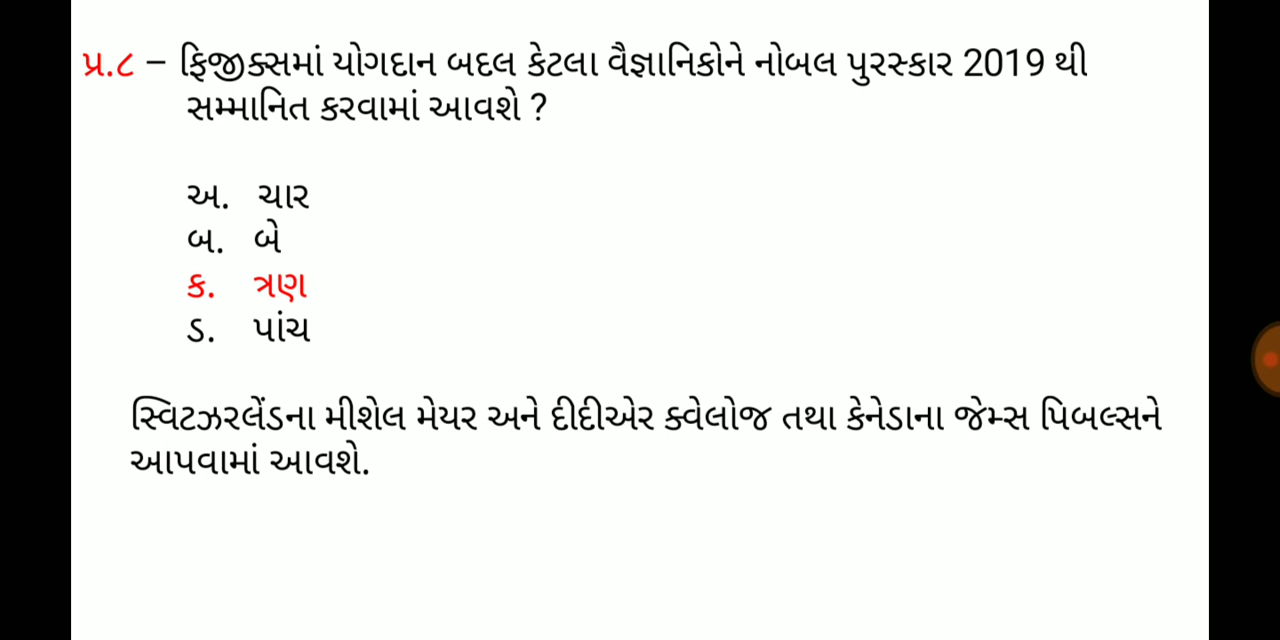 પ્ર.૮ – ફિજીક્સમાં યોગદાન બદલ કેટલા વૈજ્ઞાનિકોને નોબલ પુરસ્કાર 2019 થી
સમ્માનિત કરવામાં આવશે ?
અ. ચાર
બ. બે
ક. ત્રણ
ડ. પાંચ
સ્વિટઝરલેંડના મીશેલ મેયર અને દીદીએર ક્વેલોજ તથા કેનેડાના જેમ્સ પિબલ્સને
આપવામાં આવશે.